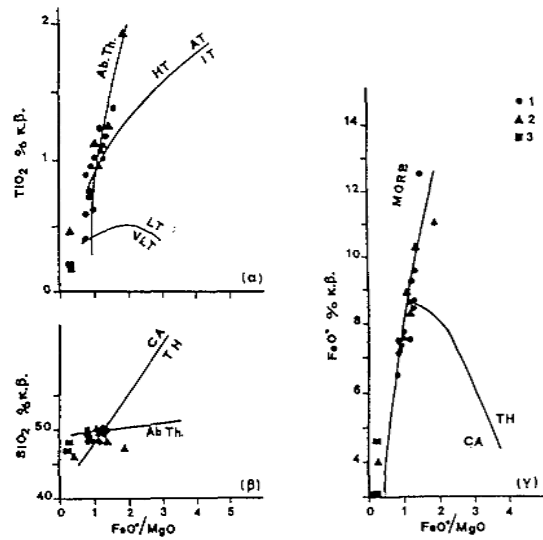 2
1
0
TIO₂ % κ.β.
Ab. Th.
HT
AT
IT
LT
VLT
(α)
50
40
SIO₂ % κ.β.
CA
TH
Ab. Th.
0 1 2 3 4 5
FeO*/MgO
(β)
14
12
10
8
6
4
FeO* % κ.β.
MORB
TH
CA
0 1 2 3 4
FeO*/MgO
(γ)
1
2
3